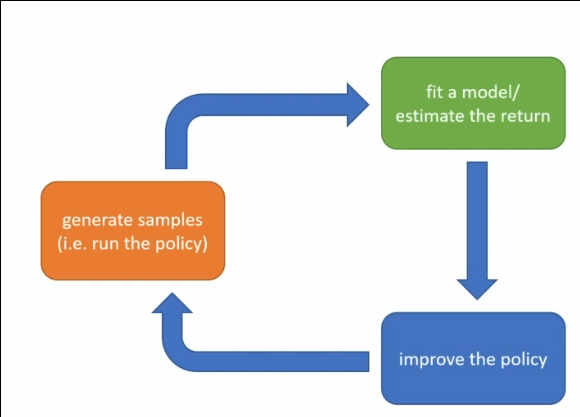 fit a model/
estimate the return
generate samples
(i.e. run the policy)
improve the policy